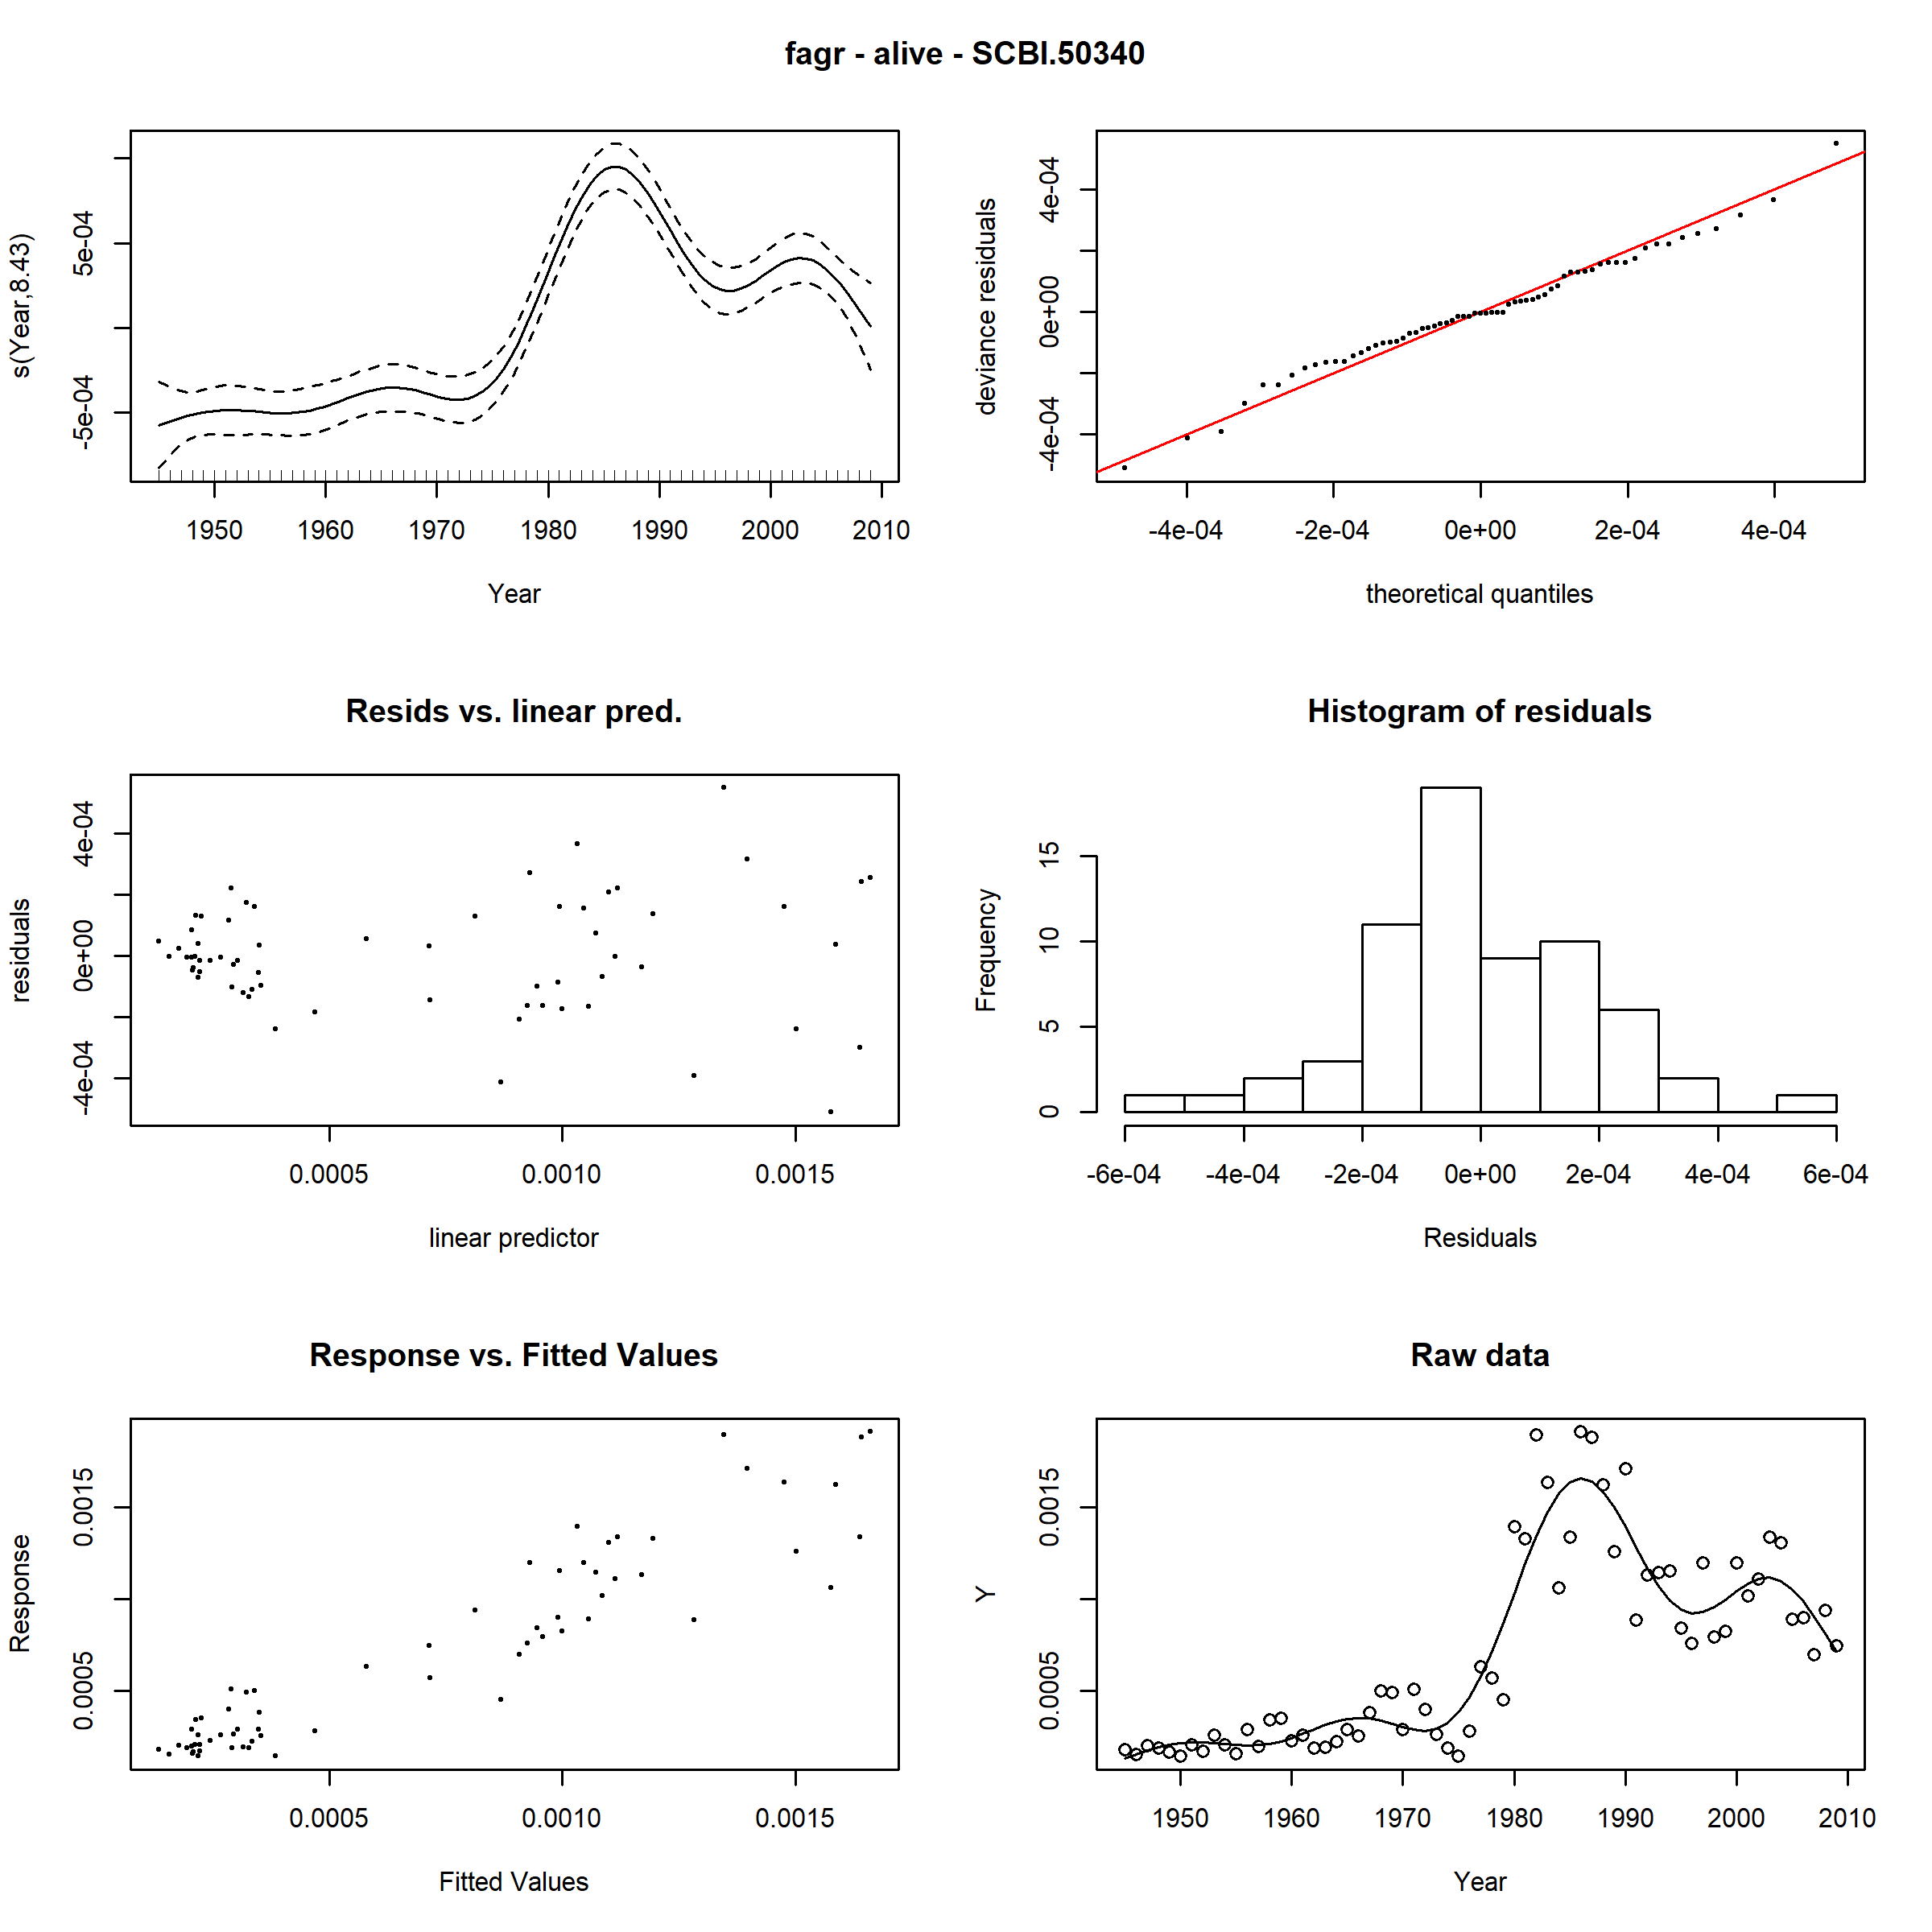 fagr - alive - SCBI.50340
s(Year,8.43)
-5e-04
5e-04
1950
1960
1970
1980
1990
2000
2010
Year
deviance residuals
-4e-04
0e+00
4e-04
-4e-04
-2e-04
0e+00
2e-04
4e-04
theoretical quantiles
Resids vs. linear pred.
residuals
-4e-04
0e+00
4e-04
0.0005
0.0010
0.0015
linear predictor
Histogram of residuals
Frequency
0
5
10
15
-6e-04
-4e-04
-2e-04
0e+00
2e-04
4e-04
6e-04
Residuals
Response vs. Fitted Values
Response
0.0005
0.0015
0.0005
0.0010
0.0015
Fitted Values
Raw data
Y
0.0005
0.0015
1950
1960
1970
1980
1990
2000
2010
Year